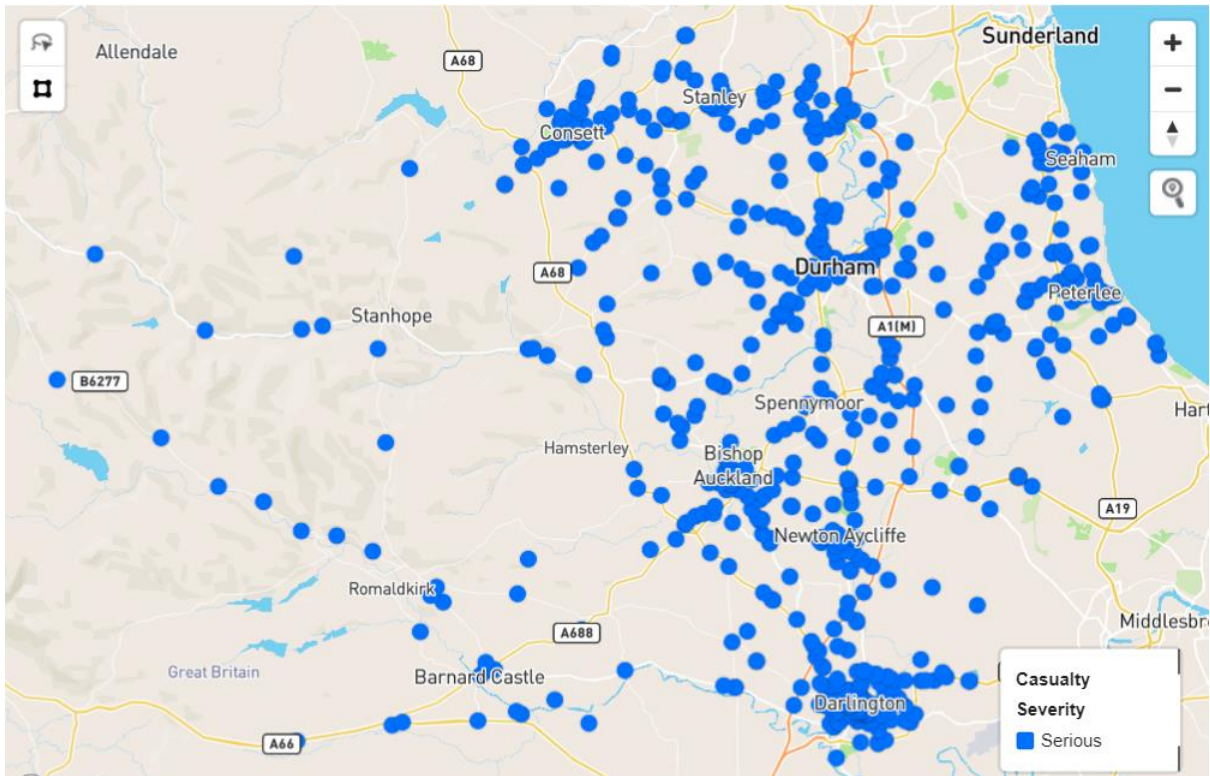 Allendale
A68
Sunderland
Stanley
Consett
Seaham
A68
Durham
Stanhope
Peterlee
A1(M)
B6277
Spennymoor
Hart
Hamsterley
Bishop
Auckland
A19
Newton Aycliffe
Romaldkirk
Middlesbr
A688
Great Britain
Barnard Castle
Darlington
A66
Casualty
Severity
Serious